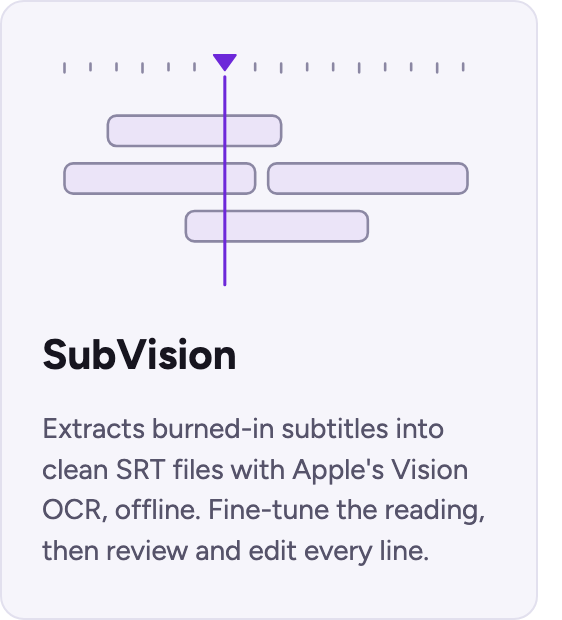 SubVision
Extracts burned-in subtitles into
clean SRT files with Apple's Vision
OCR, offline. Fine-tune the reading,
then review and edit every line.